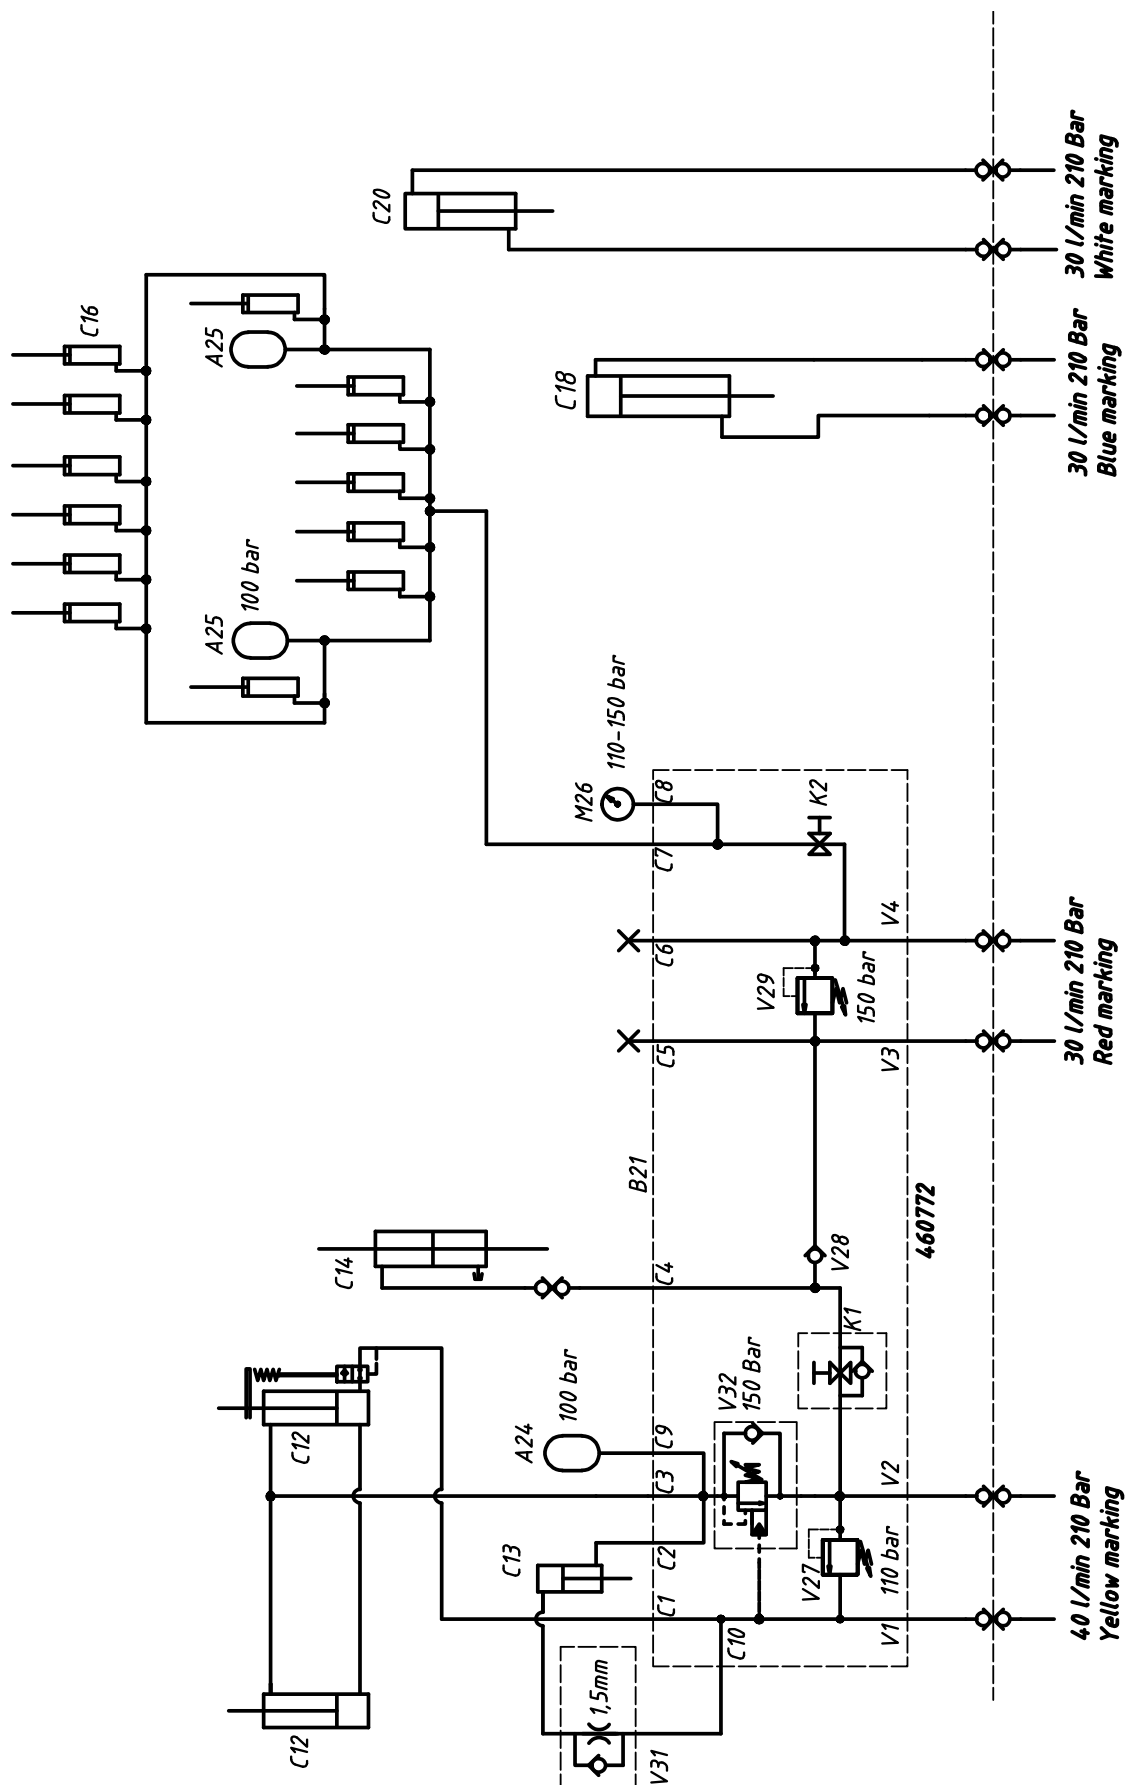 C20
30 l/min 210 Bar
White marking
C16
A25
C18
30 l/min 210 Bar
Blue marking
A25
100 bar
M26
110-150 bar
C8
K2
C7
V4
C6
V29
150 bar
30 l/min 210 Bar
Red marking
C5
V3
B21
460772
C14
V28
C4
K1
C12
A24
100 bar
V32
150 Bar
C9
C3
V2
C13
C2
V27
110 bar
C1
C10
V1
40 l/min 210 Bar
Yellow marking
C12
1,5mm
V31